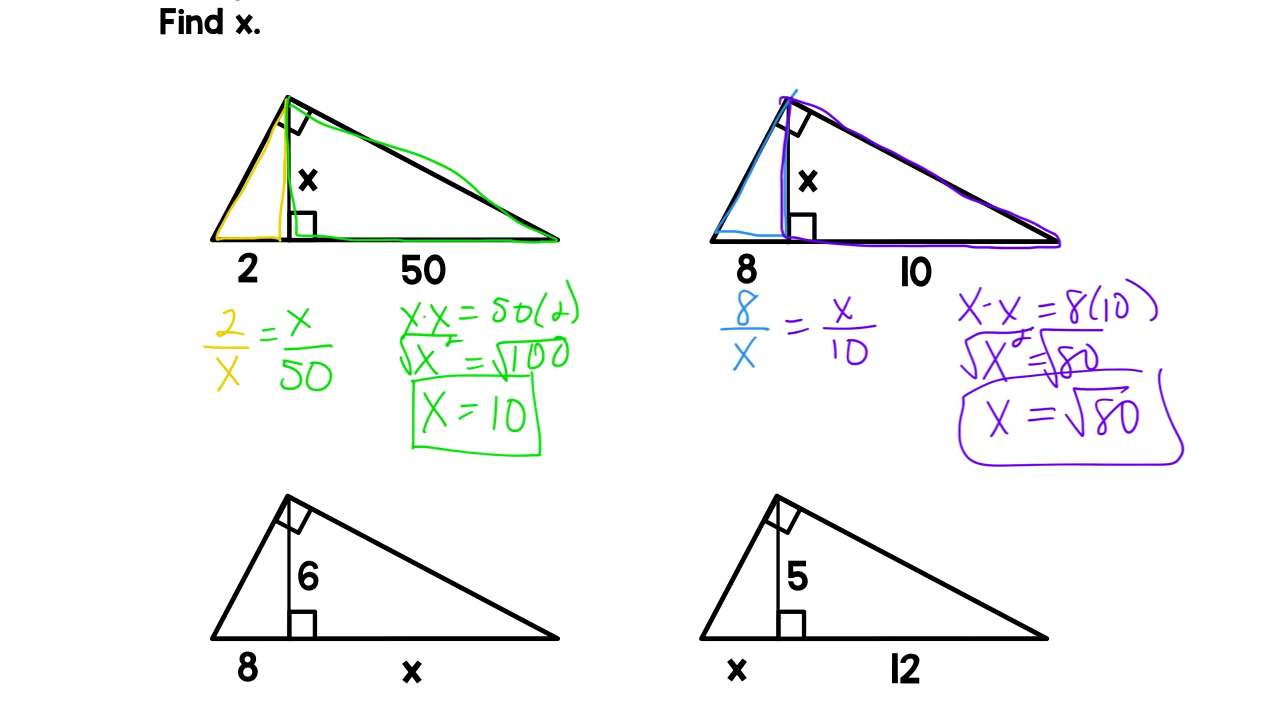 Find x.
x
x
2 50
8 10
2/x = x/50
x·x = 50(2)
√x² = √100
x = 10
8/x = x/10
x·x = 8(10)
√x² = √80
x = √80
6
5
8 x
x 12